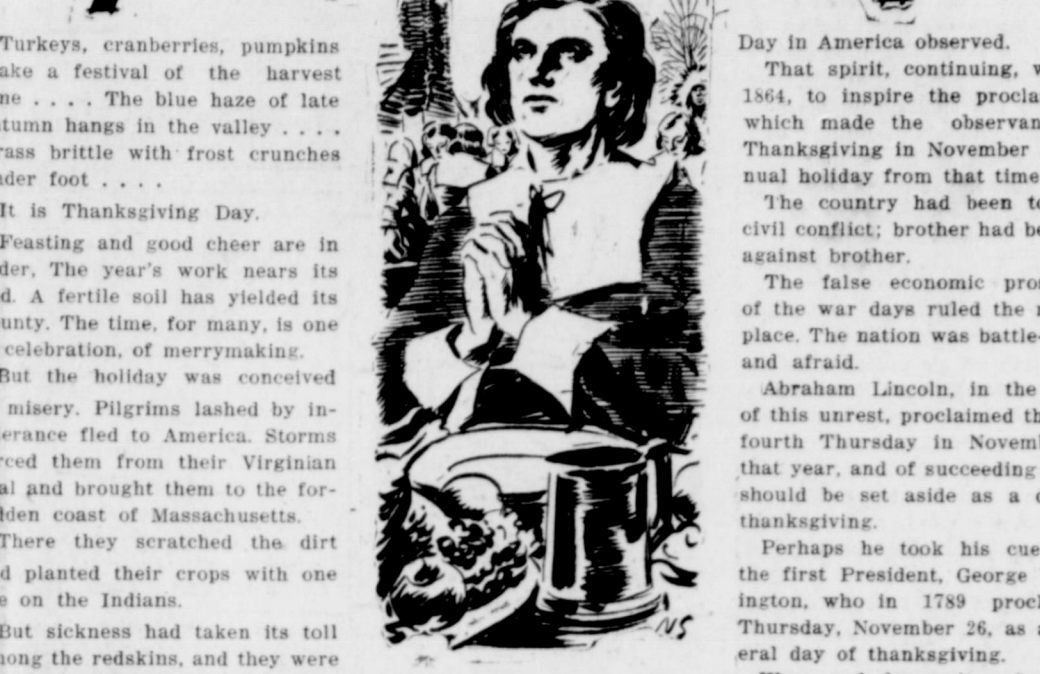 Turkeys, cranberries, pumpkins
ake a festival of the harvest
ne . . . . The blue haze of late
tumn hangs in the valley . . . .
rass brittle with frost crunches
der foot . . . .
It is Thanksgiving Day.
Feasting and good cheer are in
der, The year's work nears its
d. A fertile soil has yielded its
unty. The time, for many, is one
celebration, of merrymaking.
But the holiday was conceived
misery. Pilgrims lashed by in-
erance fled to America. Storms
rced them from their Virginian
al and brought them to the for-
dden coast of Massachusetts.
There they scratched the dirt
d planted their crops with one
e on the Indians.
But sickness had taken its toll
ong the redskins, and they were
NS
Day in America observed.
That spirit, continuing, w
1864, to inspire the procla
which made the observan
Thanksgiving in November
nual holiday from that time
The country had been to
civil conflict; brother had be
against brother.
The false economic pro
of the war days ruled the
place. The nation was battle-
and afraid.
Abraham Lincoln, in the
of this unrest, proclaimed th
fourth Thursday in Novem
that year, and of succeeding
should be set aside as a
thanksgiving.
Perhaps he took his cue
the first President, George
ington, who in 1789 procl
Thursday, November 26, as a
eral day of thanksgiving.